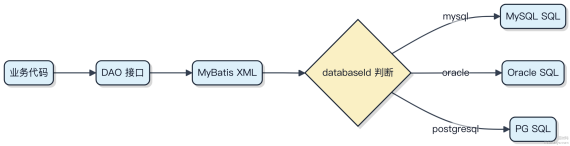 业务代码
DAO 接口
MyBatis XML
databaseId 判断
mysql
MySQL SQL
oracle
Oracle SQL
postgresql
PG SQL